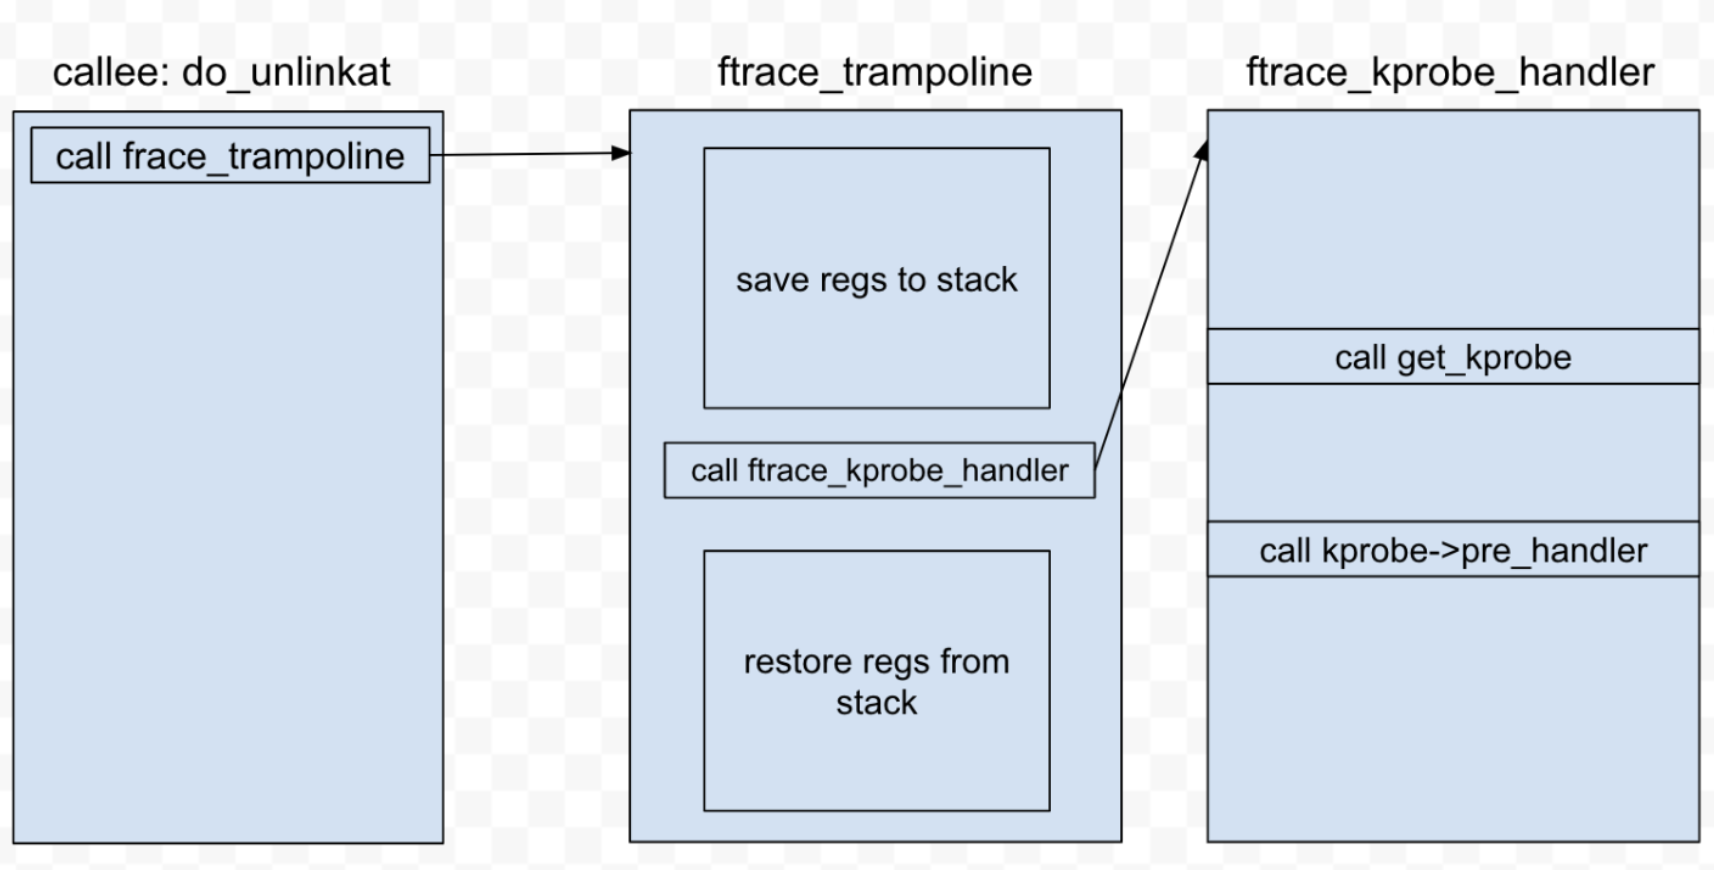 callee: do_unlinkat
call frace_trampoline
ftrace_trampoline
save regs to stack
call ftrace_kprobe_handler
restore regs from
stack
ftrace_kprobe_handler
call get_kprobe
call kprobe->pre_handler